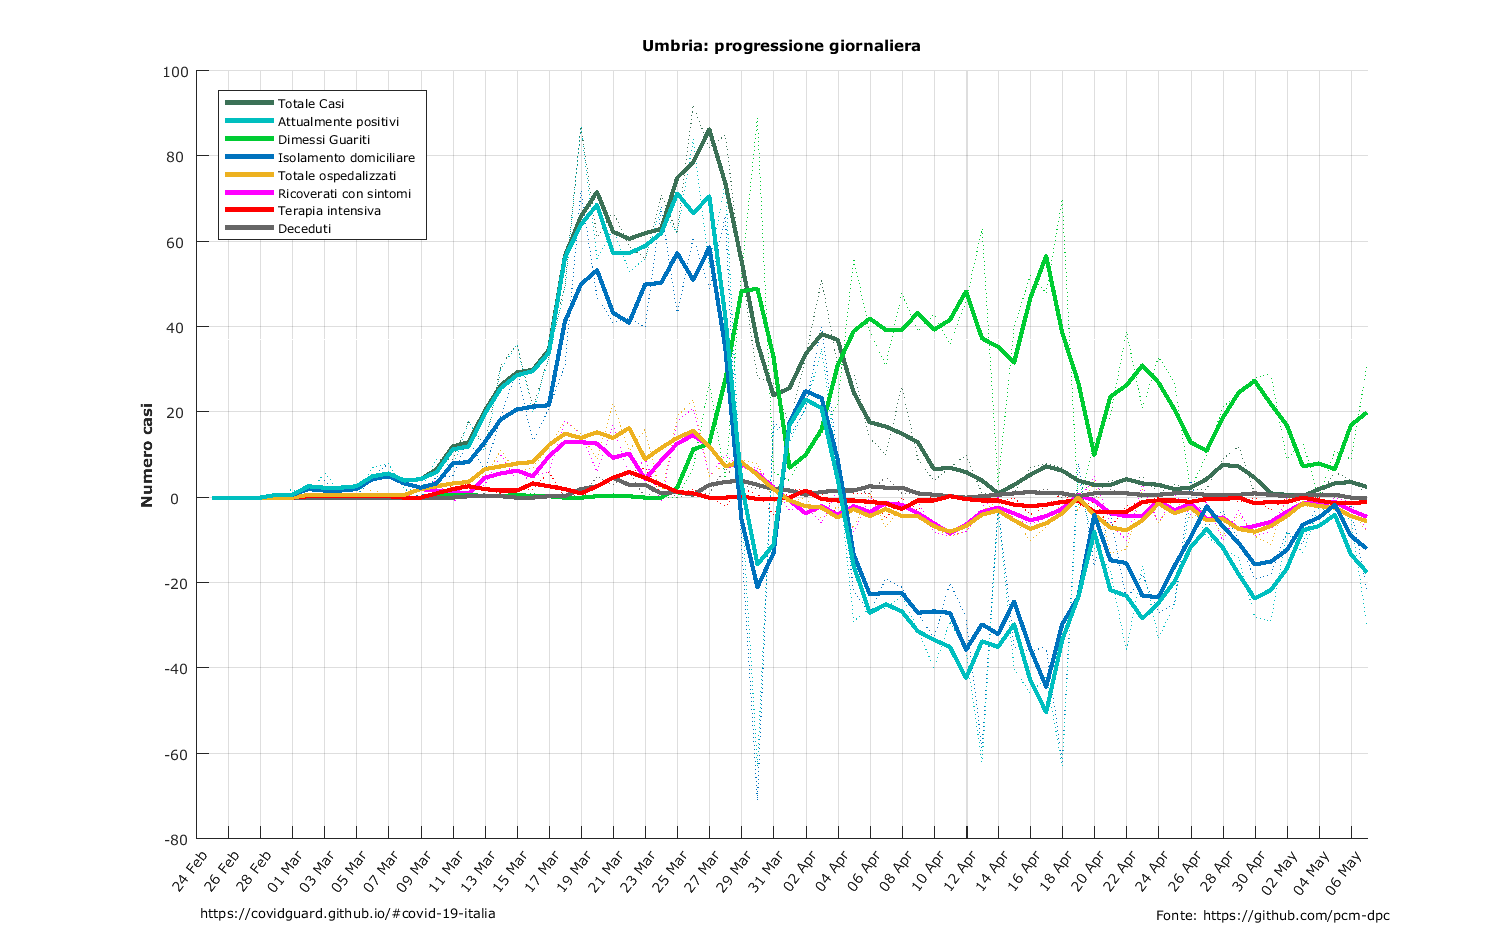 Umbria: progressione giornaliera
Numero casi
100
80
60
40
20
0
-20
-40
-60
-80
Totale Casi
Attualmente positivi
Dimessi Guariti
Isolamento domiciliare
Totale ospedalizzati
Ricoverati con sintomi
Terapia intensiva
Deceduti
24 Feb
26 Feb
28 Feb
01 Mar
03 Mar
05 Mar
07 Mar
09 Mar
11 Mar
13 Mar
15 Mar
17 Mar
19 Mar
21 Mar
23 Mar
25 Mar
27 Mar
29 Mar
31 Mar
02 Apr
04 Apr
06 Apr
08 Apr
10 Apr
12 Apr
14 Apr
16 Apr
18 Apr
20 Apr
22 Apr
24 Apr
26 Apr
28 Apr
30 Apr
02 May
04 May
06 May
https://covidguard.github.io/#covid-19-italia
Fonte: https://github.com/pcm-dpc